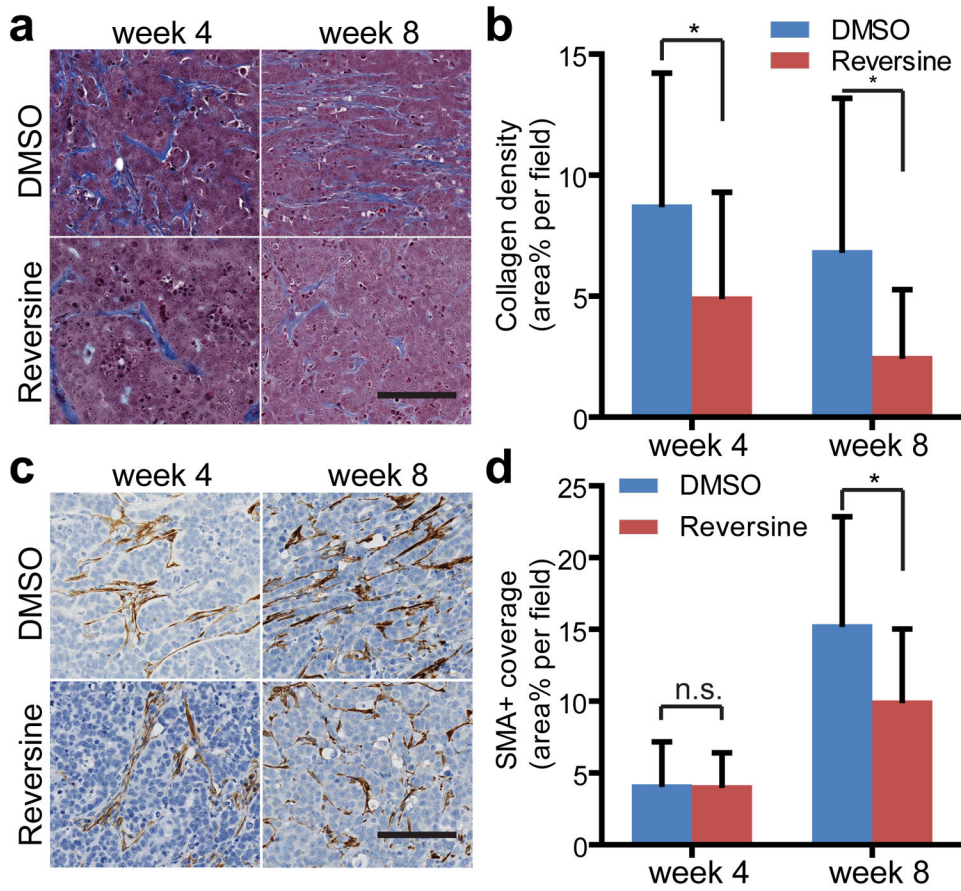 a
week 4
week 8
DMSO
Reversine
b
DMSO
Reversine
*
*
Collagen density
(area% per field)
15
10
5
0
week 4
week 8
c
week 4
week 8
DMSO
Reversine
d
DMSO
Reversine
n.s.
*
SMA+ coverage
(area% per field)
25
20
15
10
5
0
week 4
week 8